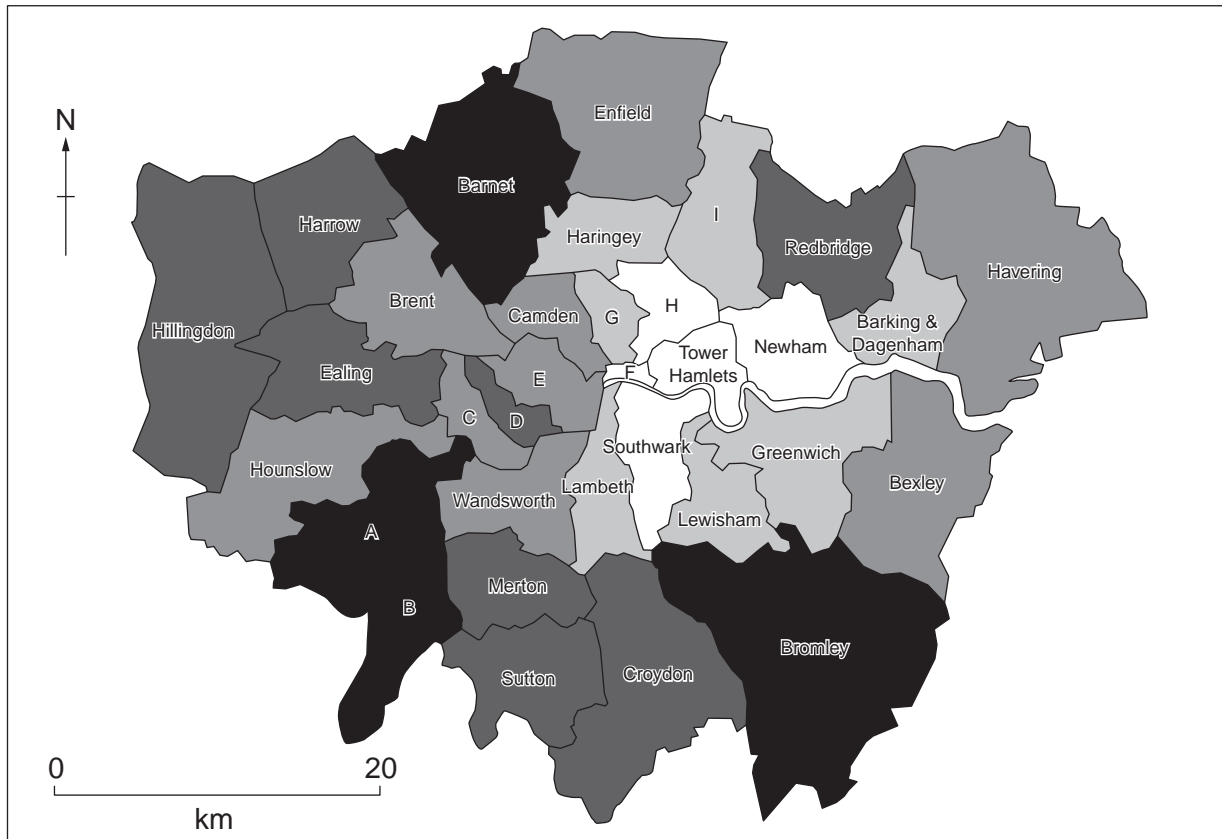 Enfield
N
Barnet
I
Harrow
Haringey
Redbridge
Havering
Brent
Hillingdon
Camden
G
H
Barking &
Dagenham
Newham
Tower
Hamlets
Ealing
E
F
C
D
Southwark
Greenwich
Hounslow
Bexley
Wandsworth
Lambeth
Lewisham
A
Merton
B
Bromley
Sutton
Croydon
0
20
km